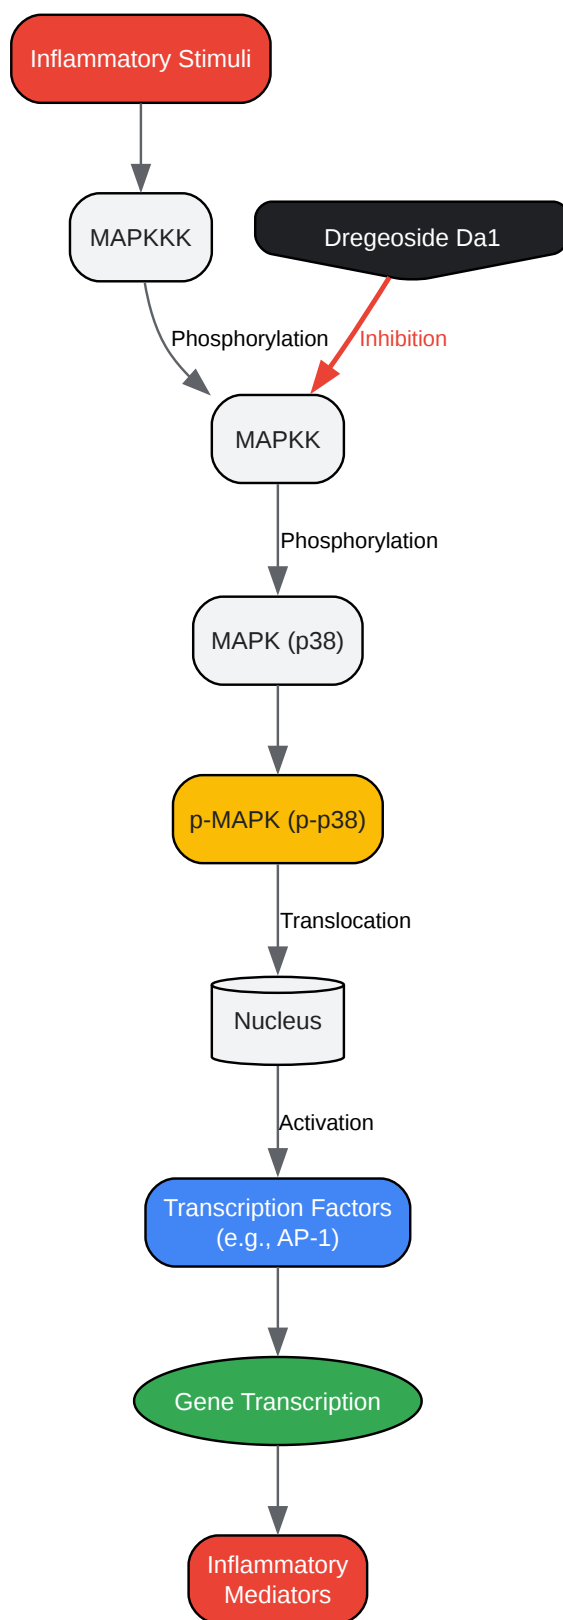 Inflammatory Stimuli
MAPKKK
Dregeoside Da1
Phosphorylation
Inhibition
MAPKK
Phosphorylation
MAPK (p38)
p-MAPK (p-p38)
Translocation
Nucleus
Activation
Transcription Factors
(e.g., AP-1)
Gene Transcription
Inflammatory
Mediators